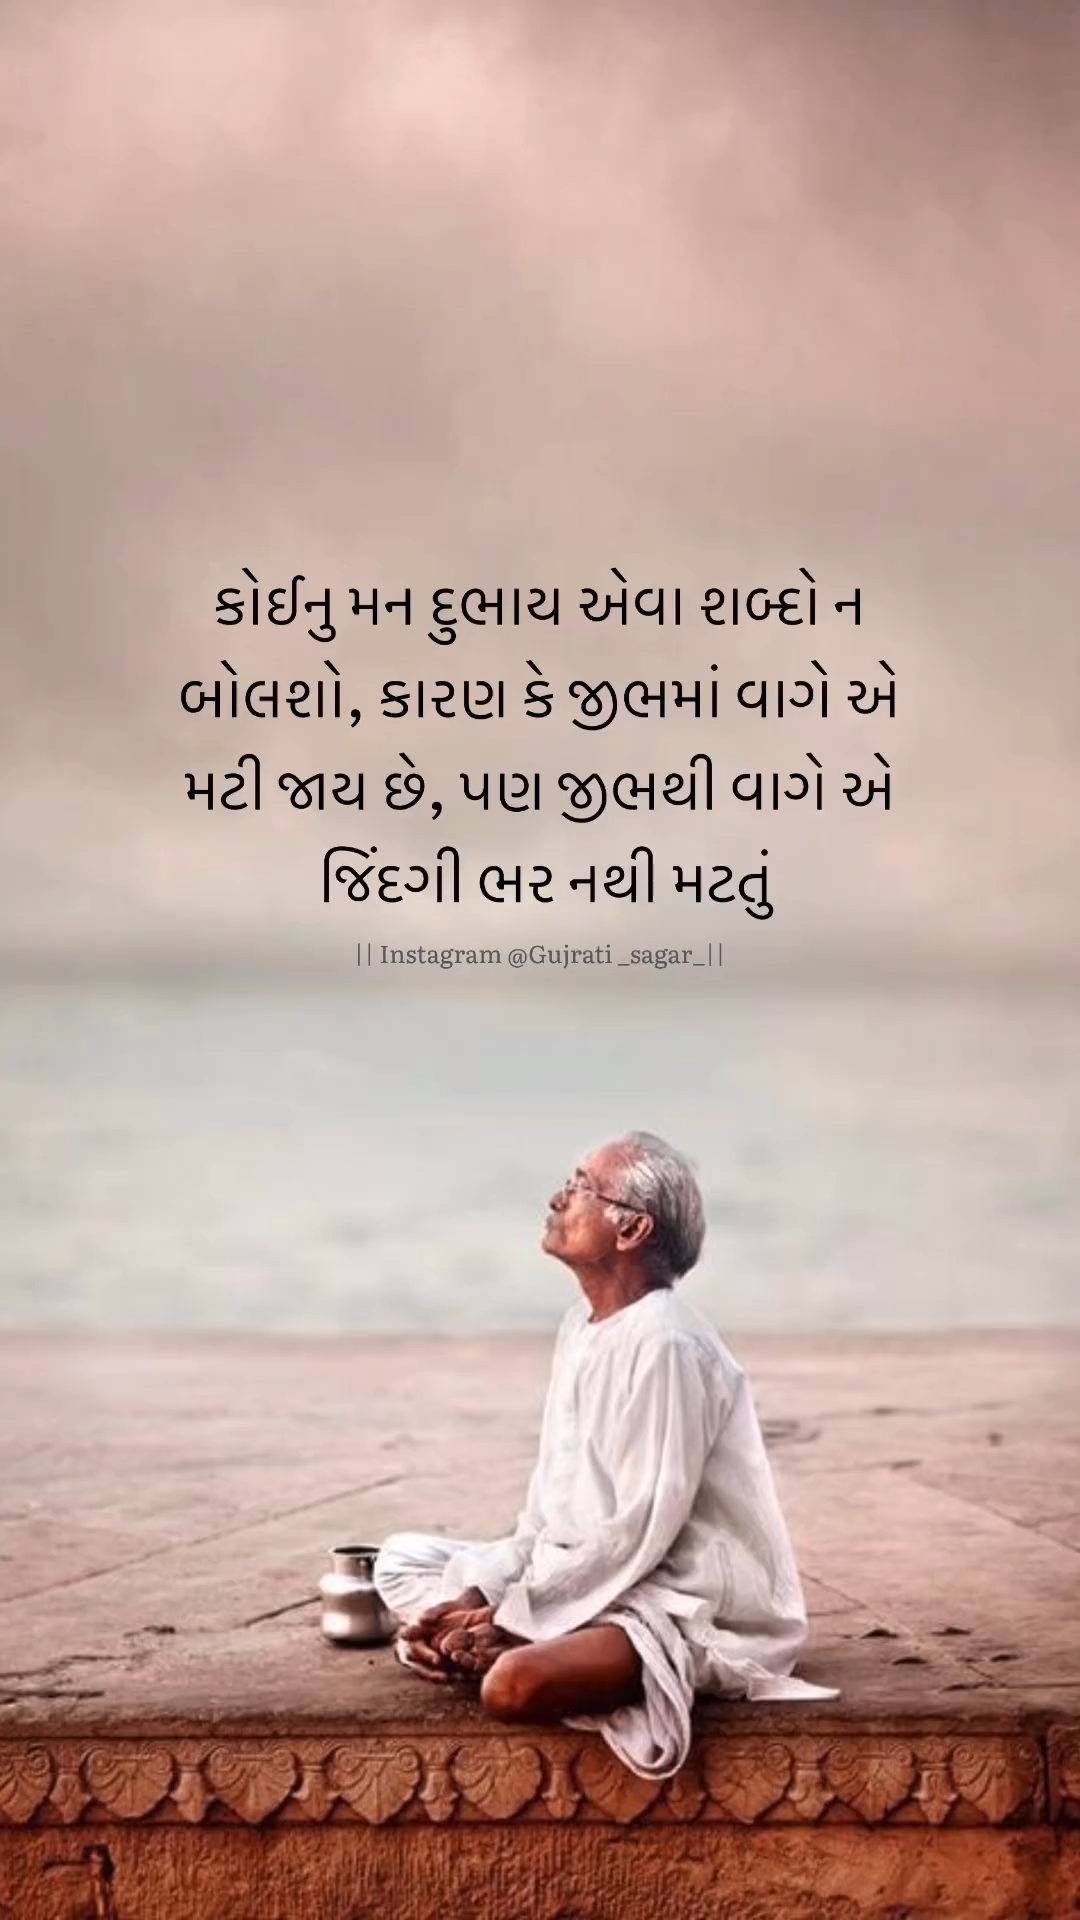 કોઈનુ મન દુભાય એવા શબ્દો ન
બોલશો, કારણ કે જીભમાં વાગે એ
મટી જાય છે, પણ જીભથી વાગે એ
જિંદગી ભર નથી મટતું
|| Instagram @Gujrati _sagar_||